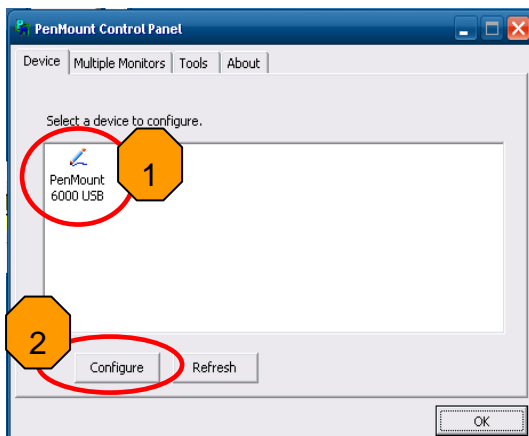 PenMount Control Panel
Device Multiple Monitors Tools About
Select a device to configure.
PenMount
6000 USB
1
2
Configure Refresh
OK